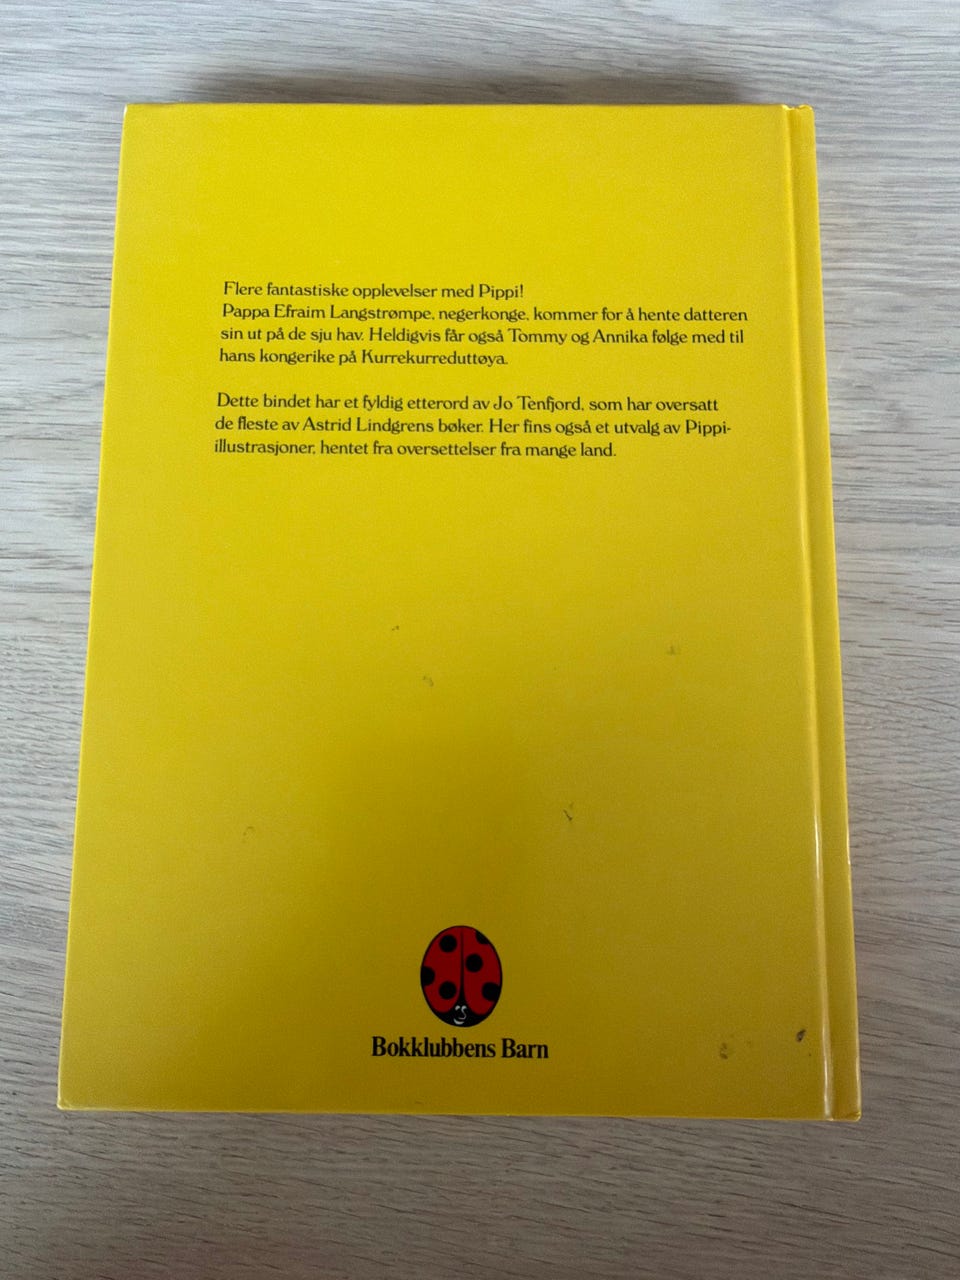 Flere fantastiske opplevelser med Pippi!
Pappa Efraim Langstrømpe, negerkonge, kommer for å hente datteren
sin ut på de sju hav. Heldigvis får også Tommy og Annika følge med til
hans kongerike på Kurrekurreduttøya.
Dette bindet har et fyldig etterord av Jo Tenfjord, som har oversatt
de fleste av Astrid Lindgrens bøker. Her fins også et utvalg av Pippi-
illustrasjoner, hentet fra oversettelser fra mange land.
Bokklubbens Barn